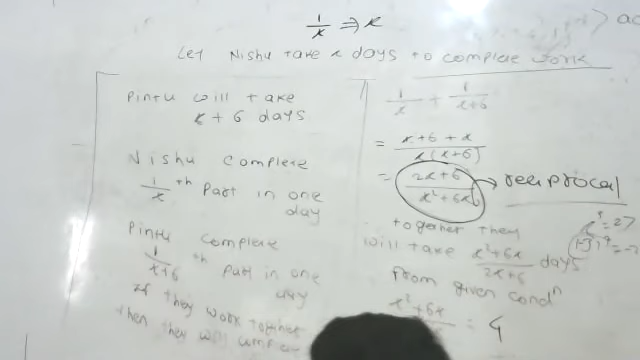 1/x ⇒ x
Let Nishu take x days to complete work
Pintu will take
x + 6 days
Nishu complete
1/x th part in one
day
Pintu complete
1/x+6 th part in one
day
If they work together
then they will
1/x + 1/x+6
= x+6+x / x(x+6)
= 2x+6 / x²+6x → reciprocal
together they
will take x²+6x / 2x+6 days
From given condⁿ
x²+6x = 4